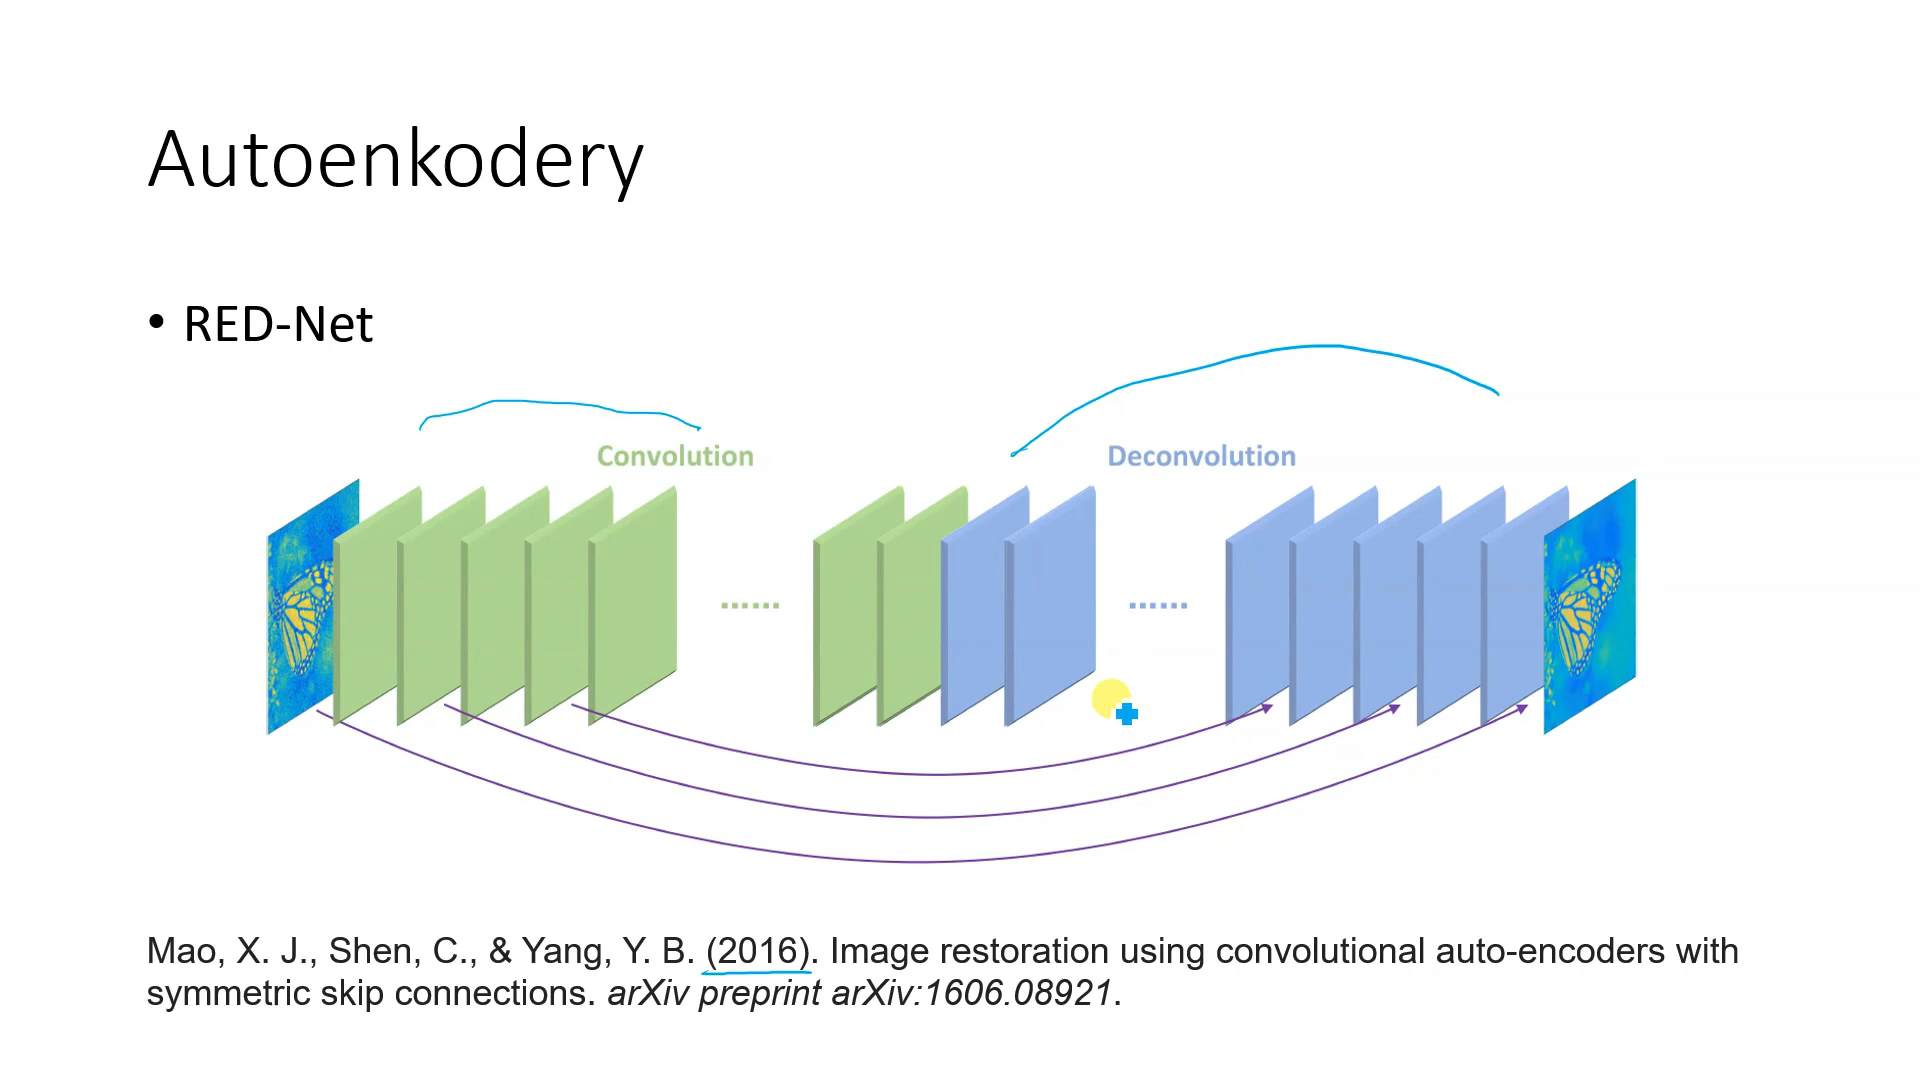 Autoenkodery
• RED-Net
Convolution
Deconvolution
Mao, X. J., Shen, C., & Yang, Y. B. (2016). Image restoration using convolutional auto-encoders with
symmetric skip connections. arXiv preprint arXiv:1606.08921.